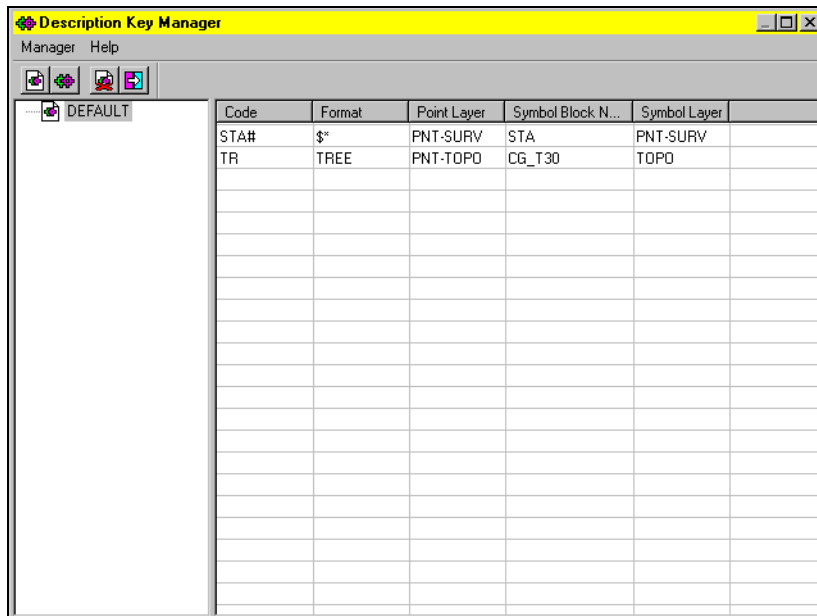 Description Key Manager
Manager Help
DEFAULT
Code Format Point Layer Symbol Block N... Symbol Layer
STA# $* PNT-SURV STA PNT-SURV
TR TREE PNT-TOPO CG_T30 TOPO